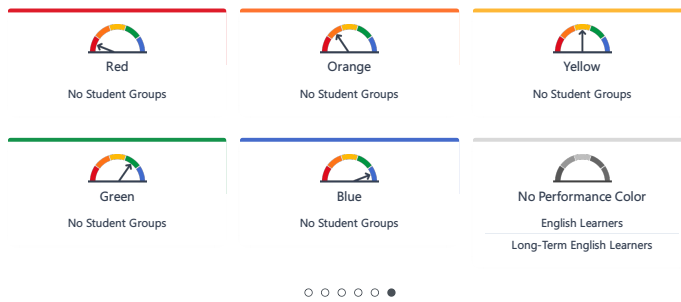 Red
No Student Groups
Orange
No Student Groups
Yellow
No Student Groups
Green
No Student Groups
Blue
No Student Groups
No Performance Color
English Learners
Long-Term English Learners